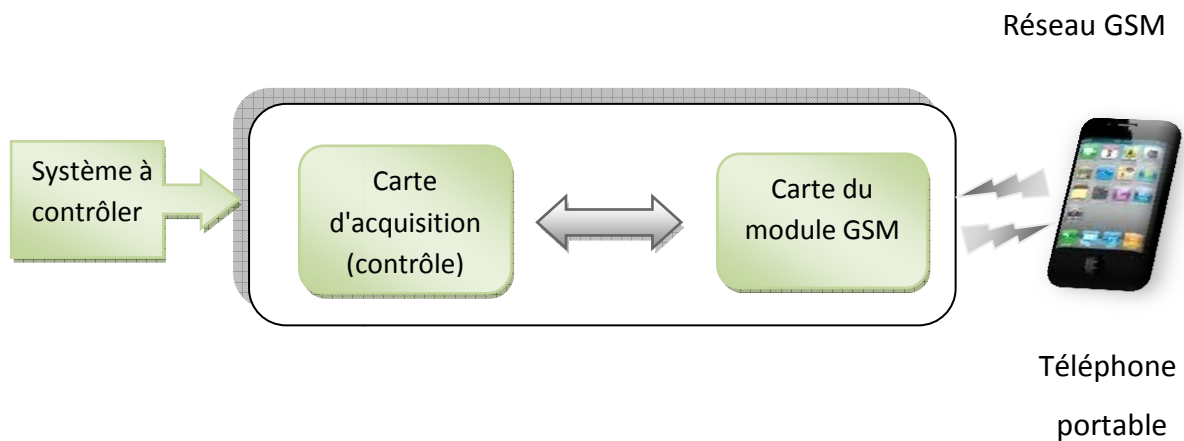 Réseau GSM
Système à
contrôler
Carte
d'acquisition
(contrôle)
Carte du
module GSM
Téléphone
portable